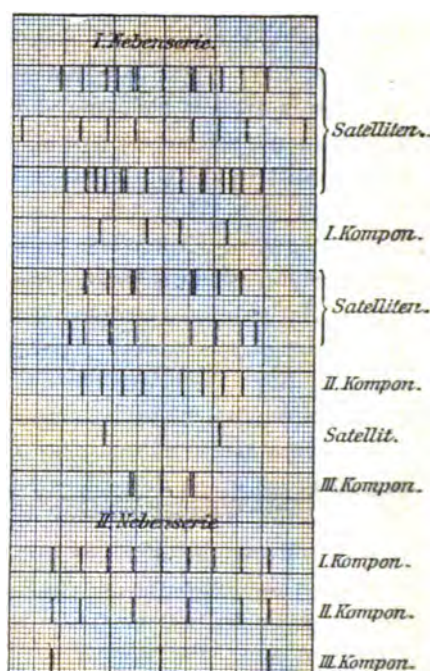 I. Nebenserie.
Satelliten.
I. Kompon.
Satelliten.
II. Kompon.
Satellit.
III. Kompon.
II. Nebenserie
I. Kompon.
II. Kompon.
III. Kompon.